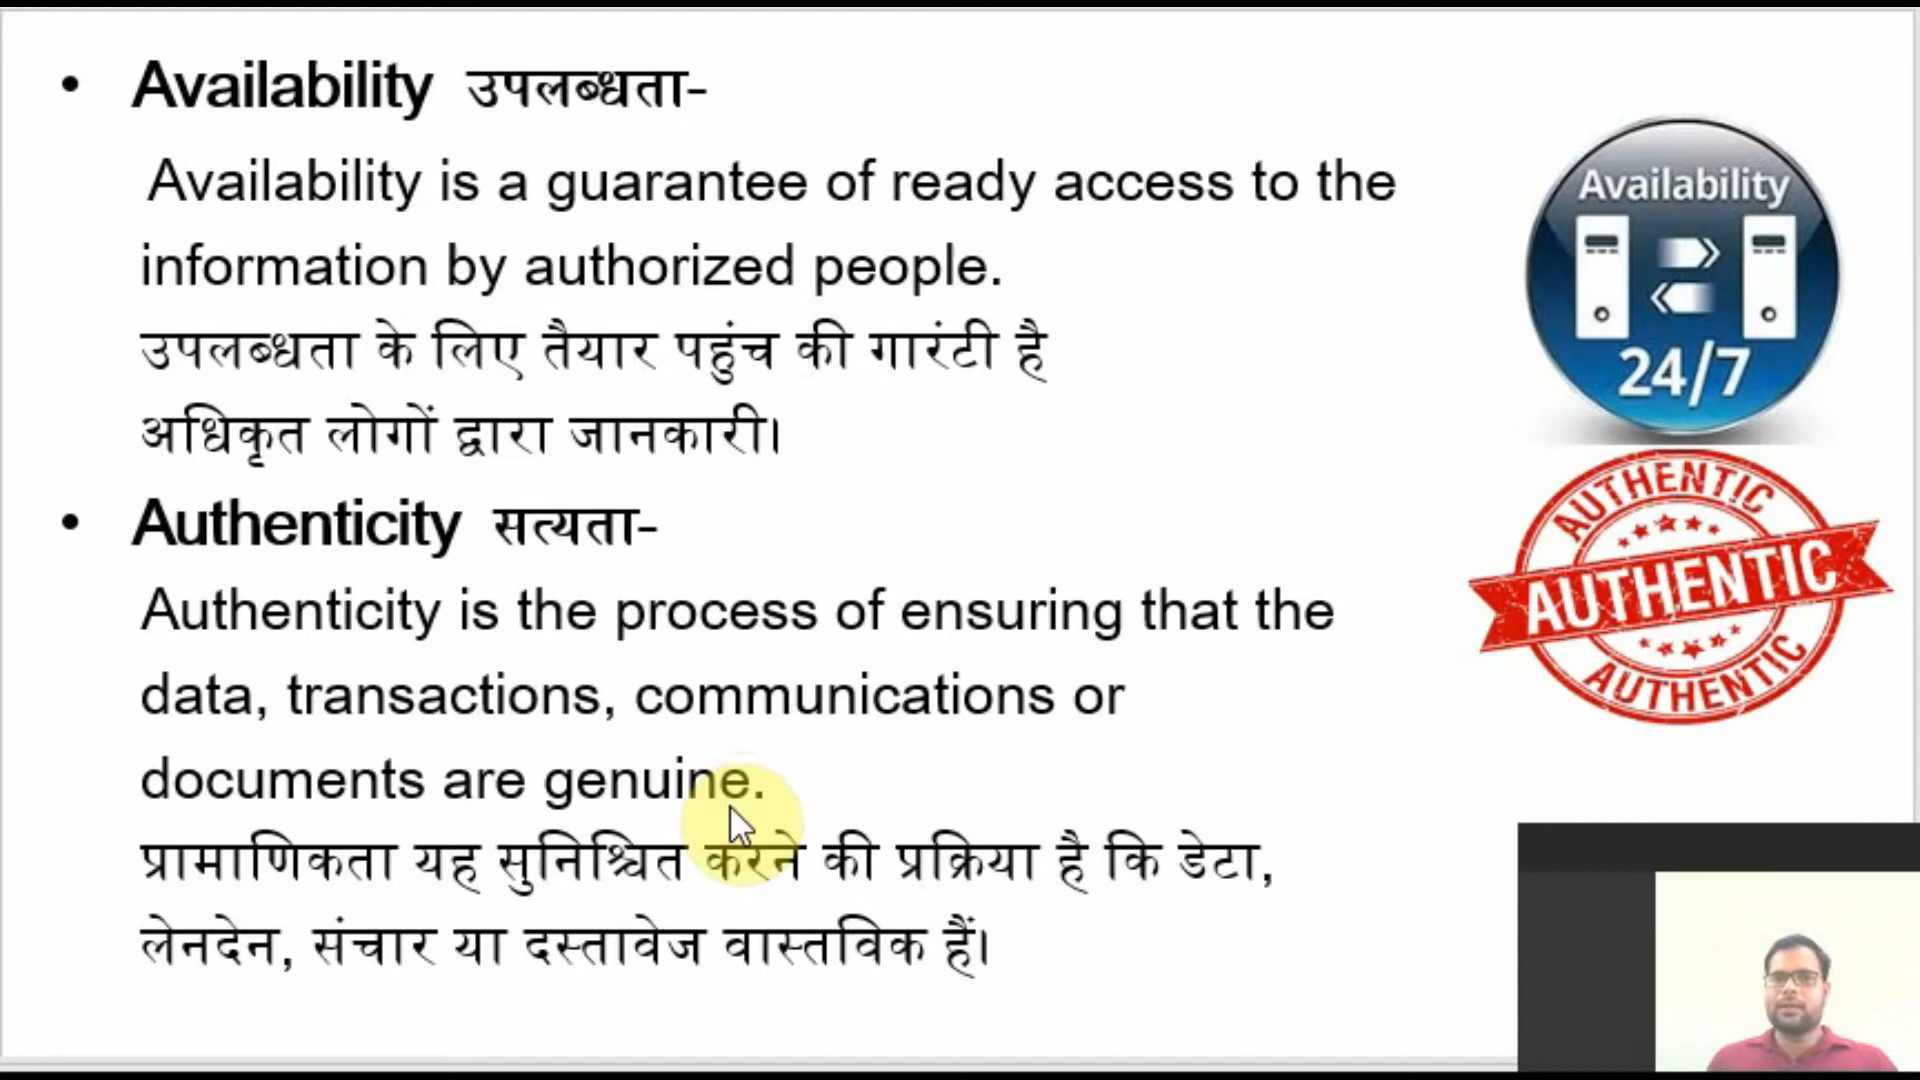 • Availability उपलब्धता-
Availability is a guarantee of ready access to the
information by authorized people.
उपलब्धता के लिए तैयार पहुंच की गारंटी है
अधिकृत लोगों द्वारा जानकारी।
• Authenticity सत्यता-
Authenticity is the process of ensuring that the
data, transactions, communications or
documents are genuine.
प्रामाणिकता यह सुनिश्चित करने की प्रक्रिया है कि डेटा,
लेनदेन, संचार या दस्तावेज वास्तविक हैं।
Availability
24/7
AUTHENTIC
AUTHENTIC
AUTHENTIC